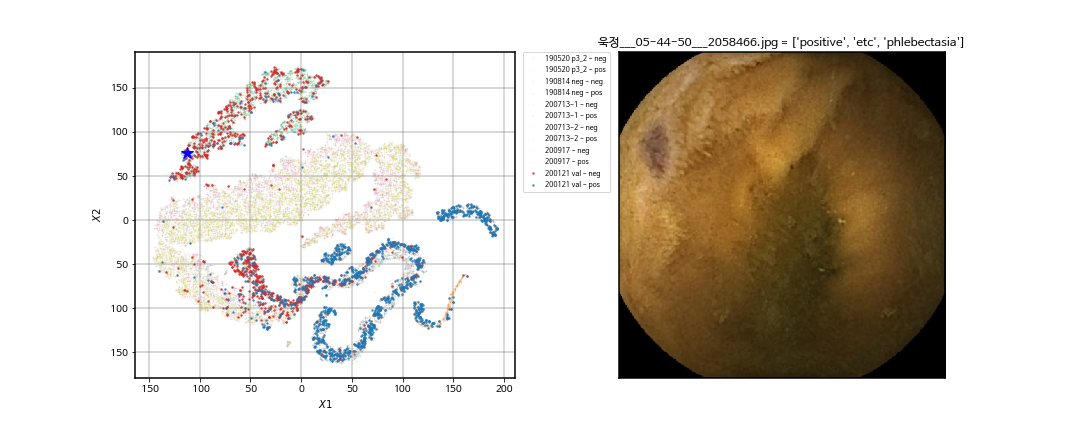 욱정___05-44-50___2058466.jpg = ['positive', 'etc', 'phlebectasia']
190520 p3_2 - neg
190520 p3_2 - pos
190814 neg - neg
190814 neg - pos
200713-1 - neg
200713-1 - pos
200713-2 - neg
200713-2 - pos
200917 - neg
200917 - pos
200121 val - neg
200121 val - pos
X2
150
100
50
0
50
100
150
150
100
50
0
50
100
150
200
X1